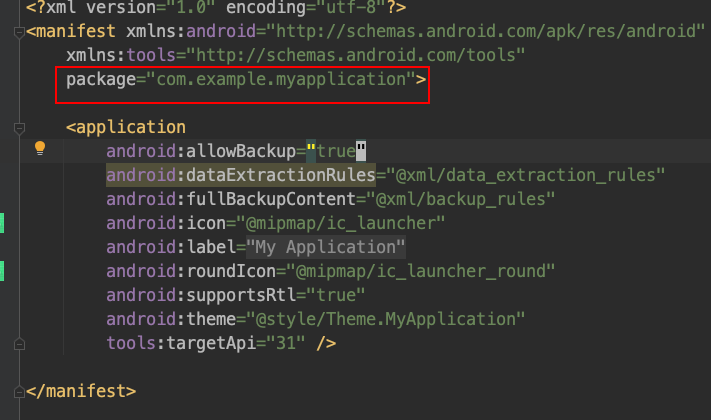 <?xml version="1.0" encoding="utf-8"?>
<manifest xmlns:android="http://schemas.android.com/apk/res/android"
xmlns:tools="http://schemas.android.com/tools"
package="com.example.myapplication">
<application
android:allowBackup="true"
android:dataExtractionRules="@xml/data_extraction_rules"
android:fullBackupContent="@xml/backup_rules"
android:icon="@mipmap/ic_launcher"
android:label="My Application"
android:roundIcon="@mipmap/ic_launcher_round"
android:supportsRtl="true"
android:theme="@style/Theme.MyApplication"
tools:targetApi="31" />
</manifest>